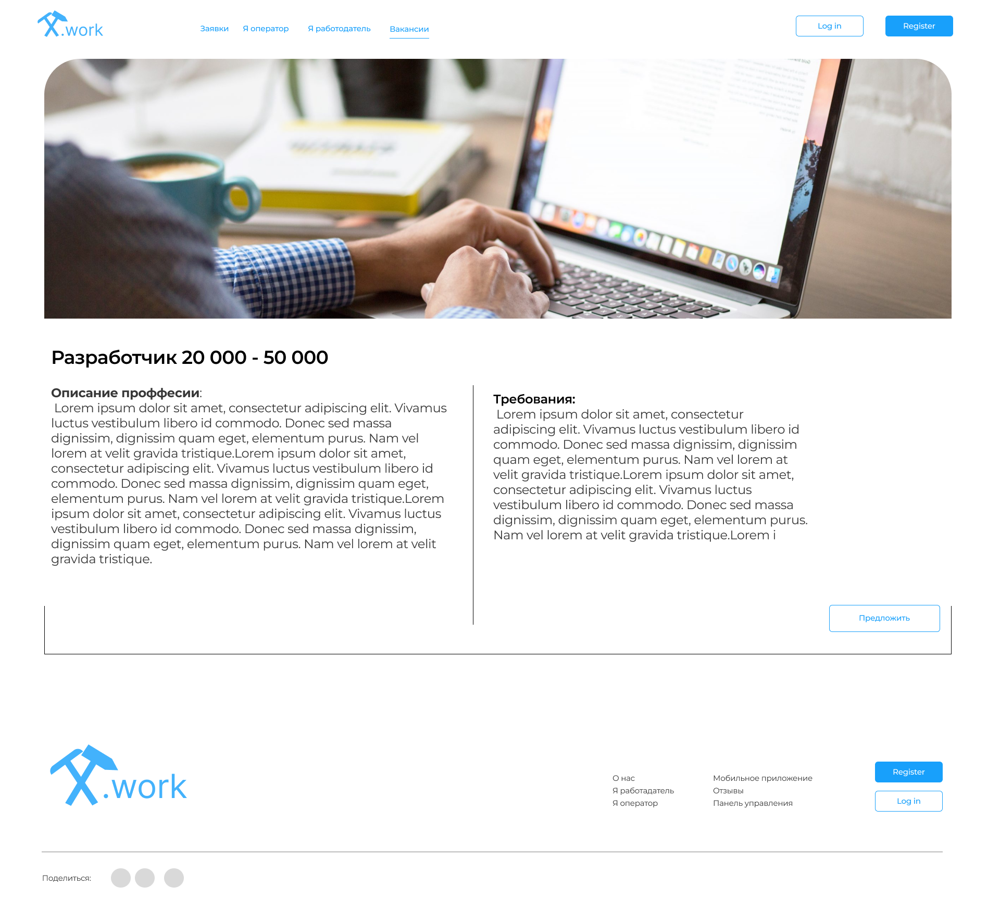 .work
Заявки Я оператор Я работодатель Вакансии
Log in
Register
Разработчик 20 000 - 50 000
Описание проффесии:
Lorem ipsum dolor sit amet, consectetur adipiscing elit. Vivamus
luctus vestibulum libero id commodo. Donec sed massa
dignissim, dignissim quam eget, elementum purus. Nam vel
lorem at velit gravida tristique.Lorem ipsum dolor sit amet,
consectetur adipiscing elit. Vivamus luctus vestibulum libero id
commodo. Donec sed massa dignissim, dignissim quam eget,
elementum purus. Nam vel lorem at velit gravida tristique.Lorem
ipsum dolor sit amet, consectetur adipiscing elit. Vivamus luctus
vestibulum libero id commodo. Donec sed massa dignissim,
dignissim quam eget, elementum purus. Nam vel lorem at velit
gravida tristique.
Требования:
Lorem ipsum dolor sit amet, consectetur
adipiscing elit. Vivamus luctus vestibulum libero id
commodo. Donec sed massa dignissim, dignissim
quam eget, elementum purus. Nam vel lorem at
velit gravida tristique.Lorem ipsum dolor sit amet,
consectetur adipiscing elit. Vivamus luctus
vestibulum libero id commodo. Donec sed massa
dignissim, dignissim quam eget, elementum purus.
Nam vel lorem at velit gravida tristique.Lorem i
Предложить
.work
О нас
Я работадатель
Я оператор
Мобильное приложение
Отзывы
Панель управления
Register
Log in
Поделиться: